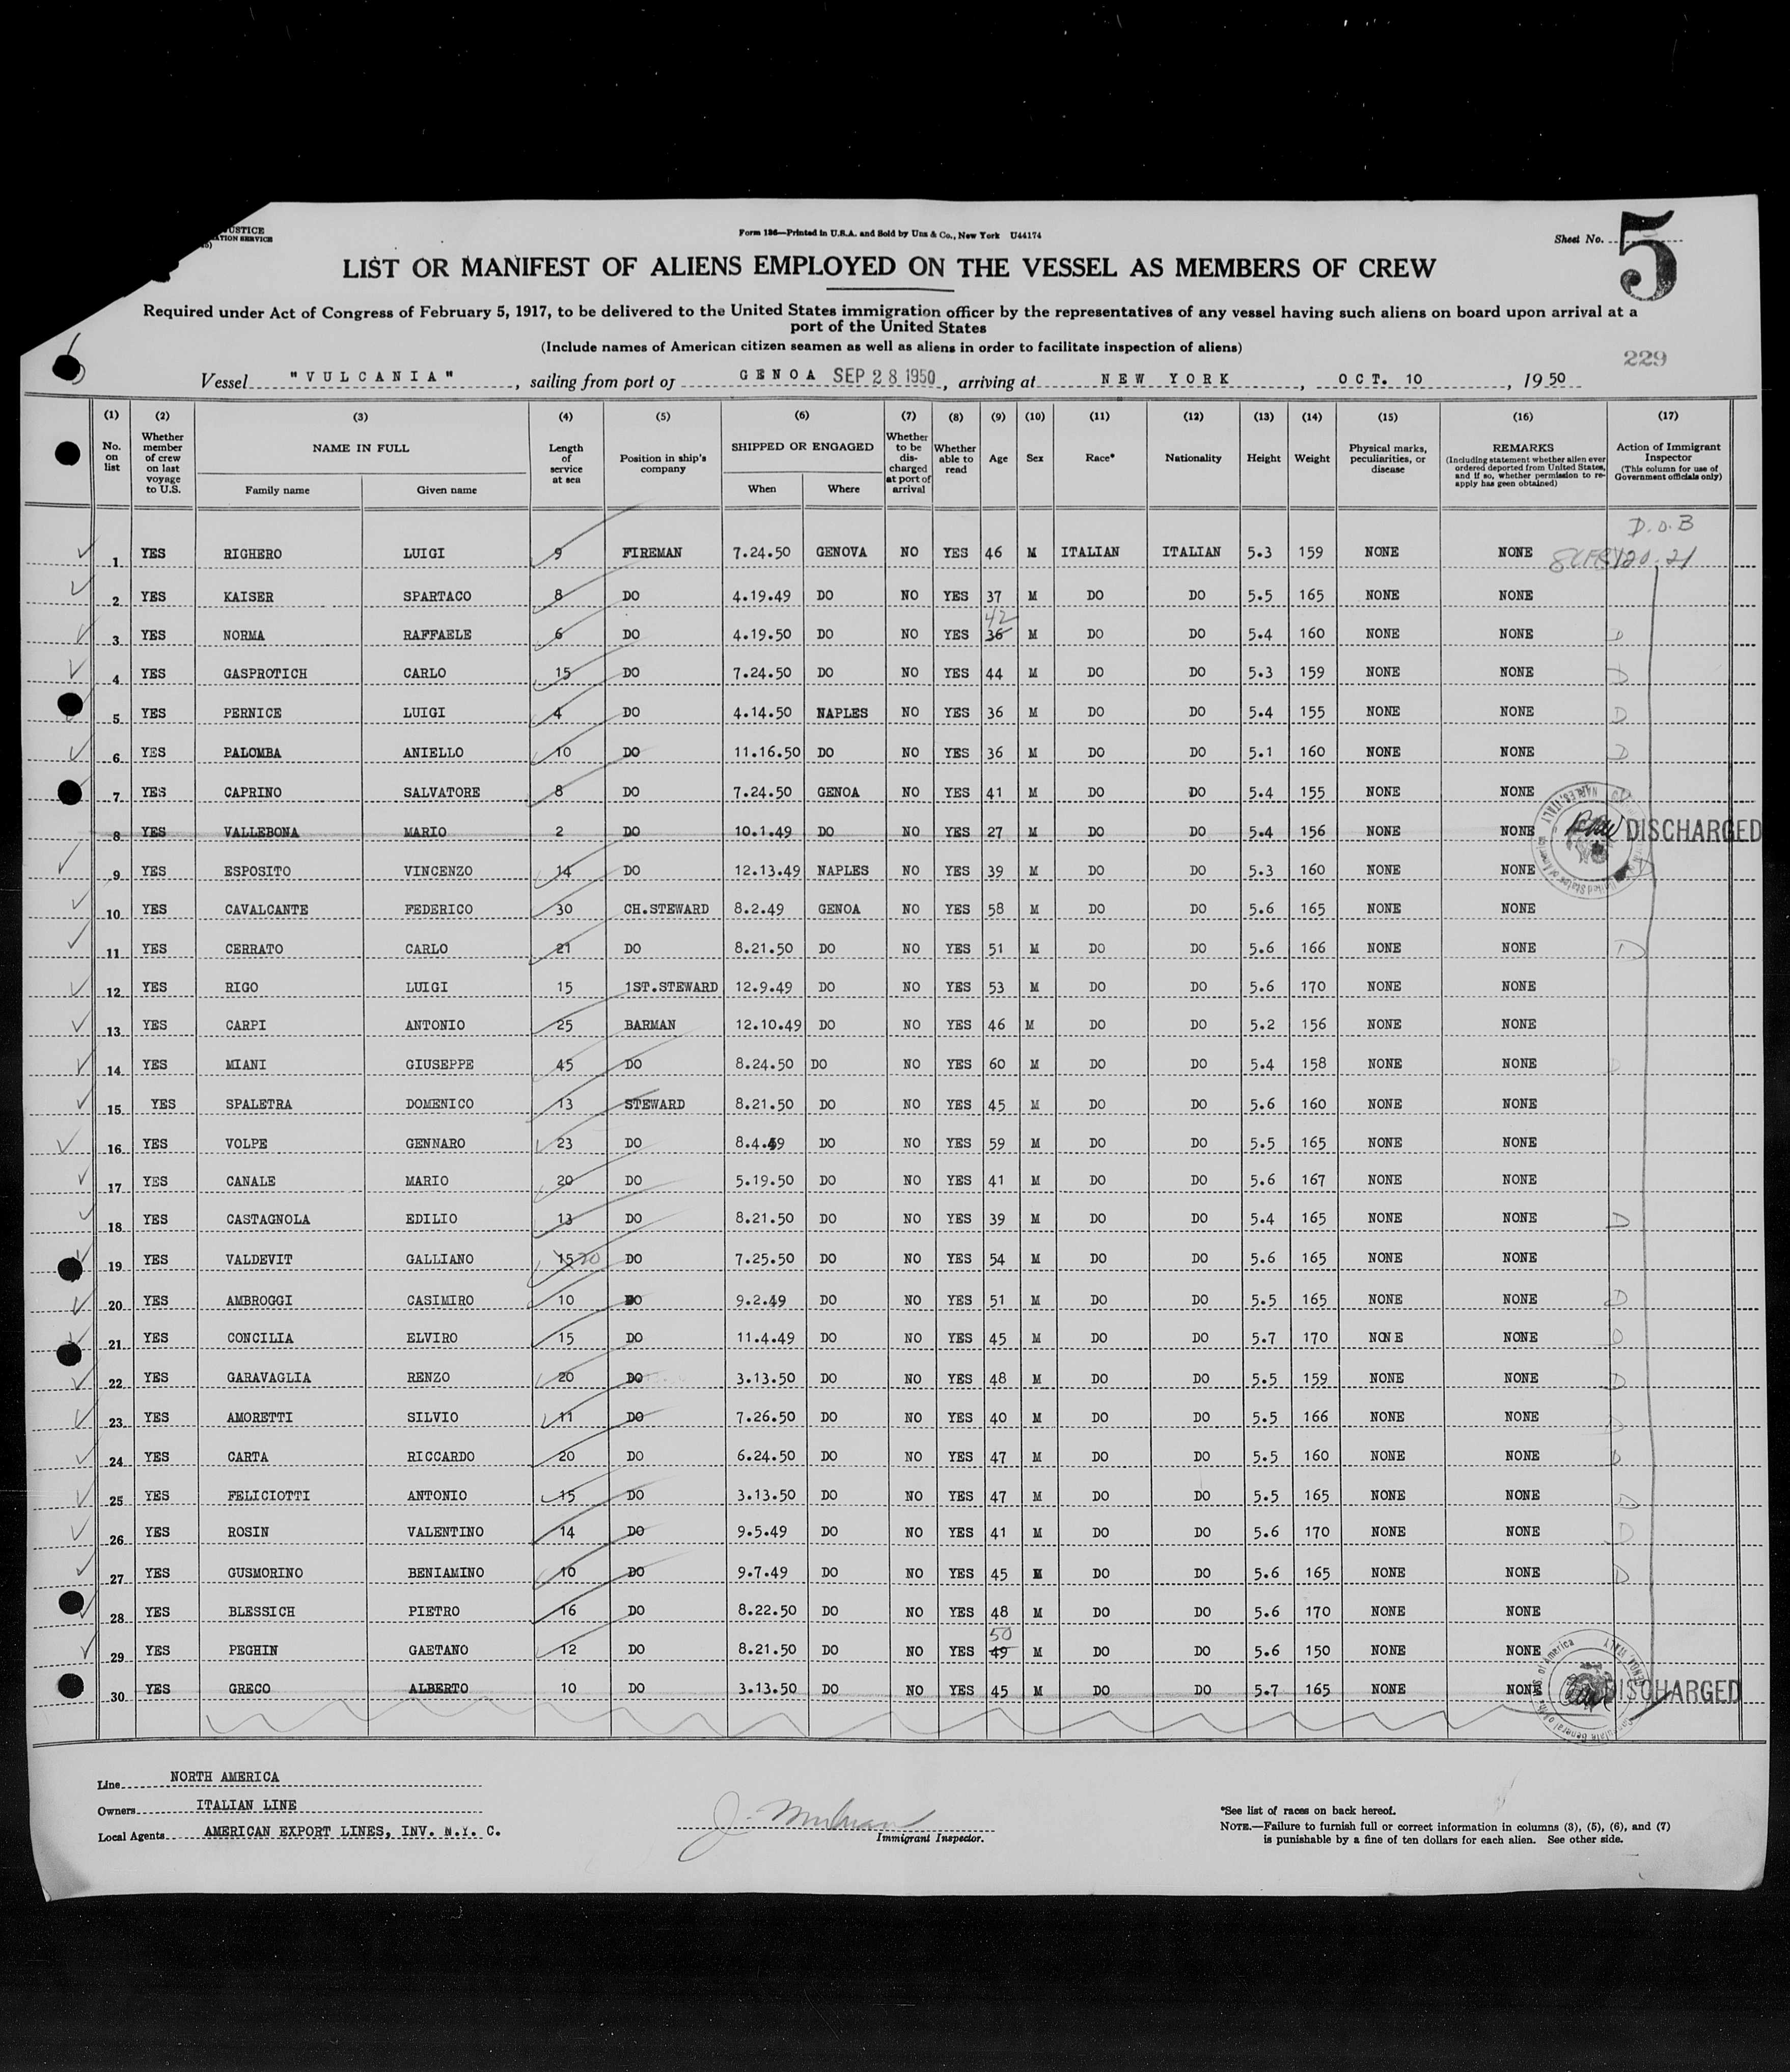 USTICE
ATION SERVICE
Form 136—Printed in U.S.A. and Sold by Unz & Co., New York U44174
Sheet No. 5
LIST OR MANIFEST OF ALIENS EMPLOYED ON THE VESSEL AS MEMBERS OF CREW
Required under Act of Congress of February 5, 1917, to be delivered to the United States immigration officer by the representatives of any vessel having such aliens on board upon arrival at a
port of the United States
(Include names of American citizen seamen as well as aliens in order to facilitate inspection of aliens)
229
Vessel "VULCANIA", sailing from port of GENOA SEP 28 1950, arriving at NEW YORK, OCT. 10, 1950
(1) (2) (3) (4) (5) (6) (7) (8) (9) (10) (11) (12) (13) (14) (15) (16) (17)
No. on list
Whether member of crew on last voyage to U.S.
NAME IN FULL
Family name Given name
Length of service at sea
Position in ship's company
SHIPPED OR ENGAGED
When Where
Whether to be discharged at port of arrival
Whether able to read
Age
Sex
Race*
Nationality
Height
Weight
Physical marks, peculiarities, or disease
REMARKS
(Including statement whether alien ever ordered deported from United States, and if so, whether permission to re-apply has geen obtained)
Action of Immigrant Inspector
(This column for use of Government officials only)
D.O.B
1 YES RIGHERO LUIGI 9 FIREMAN 7.24.50 GENOVA NO YES 46 M ITALIAN ITALIAN 5.3 159 NONE NONE 8CFR120.21
2 YES KAISER SPARTACO 8 DO 4.19.49 DO NO YES 37 M DO DO 5.5 165 NONE NONE
42
3 YES NORMA RAFFAELE 6 DO 4.19.50 DO NO YES 36 M DO DO 5.4 160 NONE NONE D
4 YES GASPROTICH CARLO 15 DO 7.24.50 DO NO YES 44 M DO DO 5.3 159 NONE NONE D
5 YES PERNICE LUIGI 4 DO 4.14.50 NAPLES NO YES 36 M DO DO 5.4 155 NONE NONE D
6 YES PALOMBA ANIELLO 10 DO 11.16.50 DO NO YES 36 M DO DO 5.1 160 NONE NONE D
7 YES CAPRINO SALVATORE 8 DO 7.24.50 GENOA NO YES 41 M DO DO 5.4 155 NONE NONE
8 YES VALLEBONA MARIO 2 DO 10.1.49 DO NO YES 27 M DO DO 5.4 156 NONE NONE DISCHARGED
9 YES ESPOSITO VINCENZO 14 DO 12.13.49 NAPLES NO YES 39 M DO DO 5.3 160 NONE NONE D
10 YES CAVALCANTE FEDERICO 30 CH.STEWARD 8.2.49 GENOA NO YES 58 M DO DO 5.6 165 NONE NONE
11 YES CERRATO CARLO 21 DO 8.21.50 DO NO YES 51 M DO DO 5.6 166 NONE NONE D
12 YES RIGO LUIGI 15 1ST.STEWARD 12.9.49 DO NO YES 53 M DO DO 5.6 170 NONE NONE
13 YES CARPI ANTONIO 25 BARMAN 12.10.49 DO NO YES 46 M DO DO 5.2 156 NONE NONE
14 YES MIANI GIUSEPPE 45 DO 8.24.50 DO NO YES 60 M DO DO 5.4 158 NONE NONE
15 YES SPALETRA DOMENICO 13 STEWARD 8.21.50 DO NO YES 45 M DO DO 5.6 160 NONE NONE
16 YES VOLPE GENNARO 23 DO 8.4.49 DO NO YES 59 M DO DO 5.5 165 NONE NONE
17 YES CANALE MARIO 20 DO 5.19.50 DO NO YES 41 M DO DO 5.6 167 NONE NONE
18 YES CASTAGNOLA EDILIO 13 DO 8.21.50 DO NO YES 39 M DO DO 5.4 165 NONE NONE D
19 YES VALDEVIT GALLIANO 15 20 DO 7.25.50 DO NO YES 54 M DO DO 5.6 165 NONE NONE
20 YES AMBROGGI CASIMIRO 10 DO 9.2.49 DO NO YES 51 M DO DO 5.5 165 NONE NONE D
21 YES CONCILIA ELVIRO 15 DO 11.4.49 DO NO YES 45 M DO DO 5.7 170 NONE NONE D
22 YES GARAVAGLIA RENZO 20 DO 3.13.50 DO NO YES 48 M DO DO 5.5 159 NONE NONE D
23 YES AMORETTI SILVIO 11 DO 7.26.50 DO NO YES 40 M DO DO 5.5 166 NONE NONE D
24 YES CARTA RICCARDO 20 DO 6.24.50 DO NO YES 47 M DO DO 5.5 160 NONE NONE D
25 YES FELICIOTTI ANTONIO 15 DO 3.13.50 DO NO YES 47 M DO DO 5.5 165 NONE NONE D
26 YES ROSIN VALENTINO 14 DO 9.5.49 DO NO YES 41 M DO DO 5.6 170 NONE NONE D
27 YES GUSMORINO BENIAMINO 10 DO 9.7.49 DO NO YES 45 M DO DO 5.6 165 NONE NONE D
28 YES BLESSICH PIETRO 16 DO 8.22.50 DO NO YES 48 M DO DO 5.6 170 NONE NONE
50
29 YES PEGHIN GAETANO 12 DO 8.21.50 DO NO YES 49 M DO DO 5.6 150 NONE NONE
30 YES GRECO ALBERTO 10 DO 3.13.50 DO NO YES 45 M DO DO 5.7 165 NONE NONE DISCHARGED
Line NORTH AMERICA
Owners ITALIAN LINE
Local Agents AMERICAN EXPORT LINES, INV. N.Y. C.
Immigrant Inspector.
*See list of races on back hereof.
NOTE.—Failure to furnish full or correct information in columns (3), (5), (6), and (7)
is punishable by a fine of ten dollars for each alien. See other side.